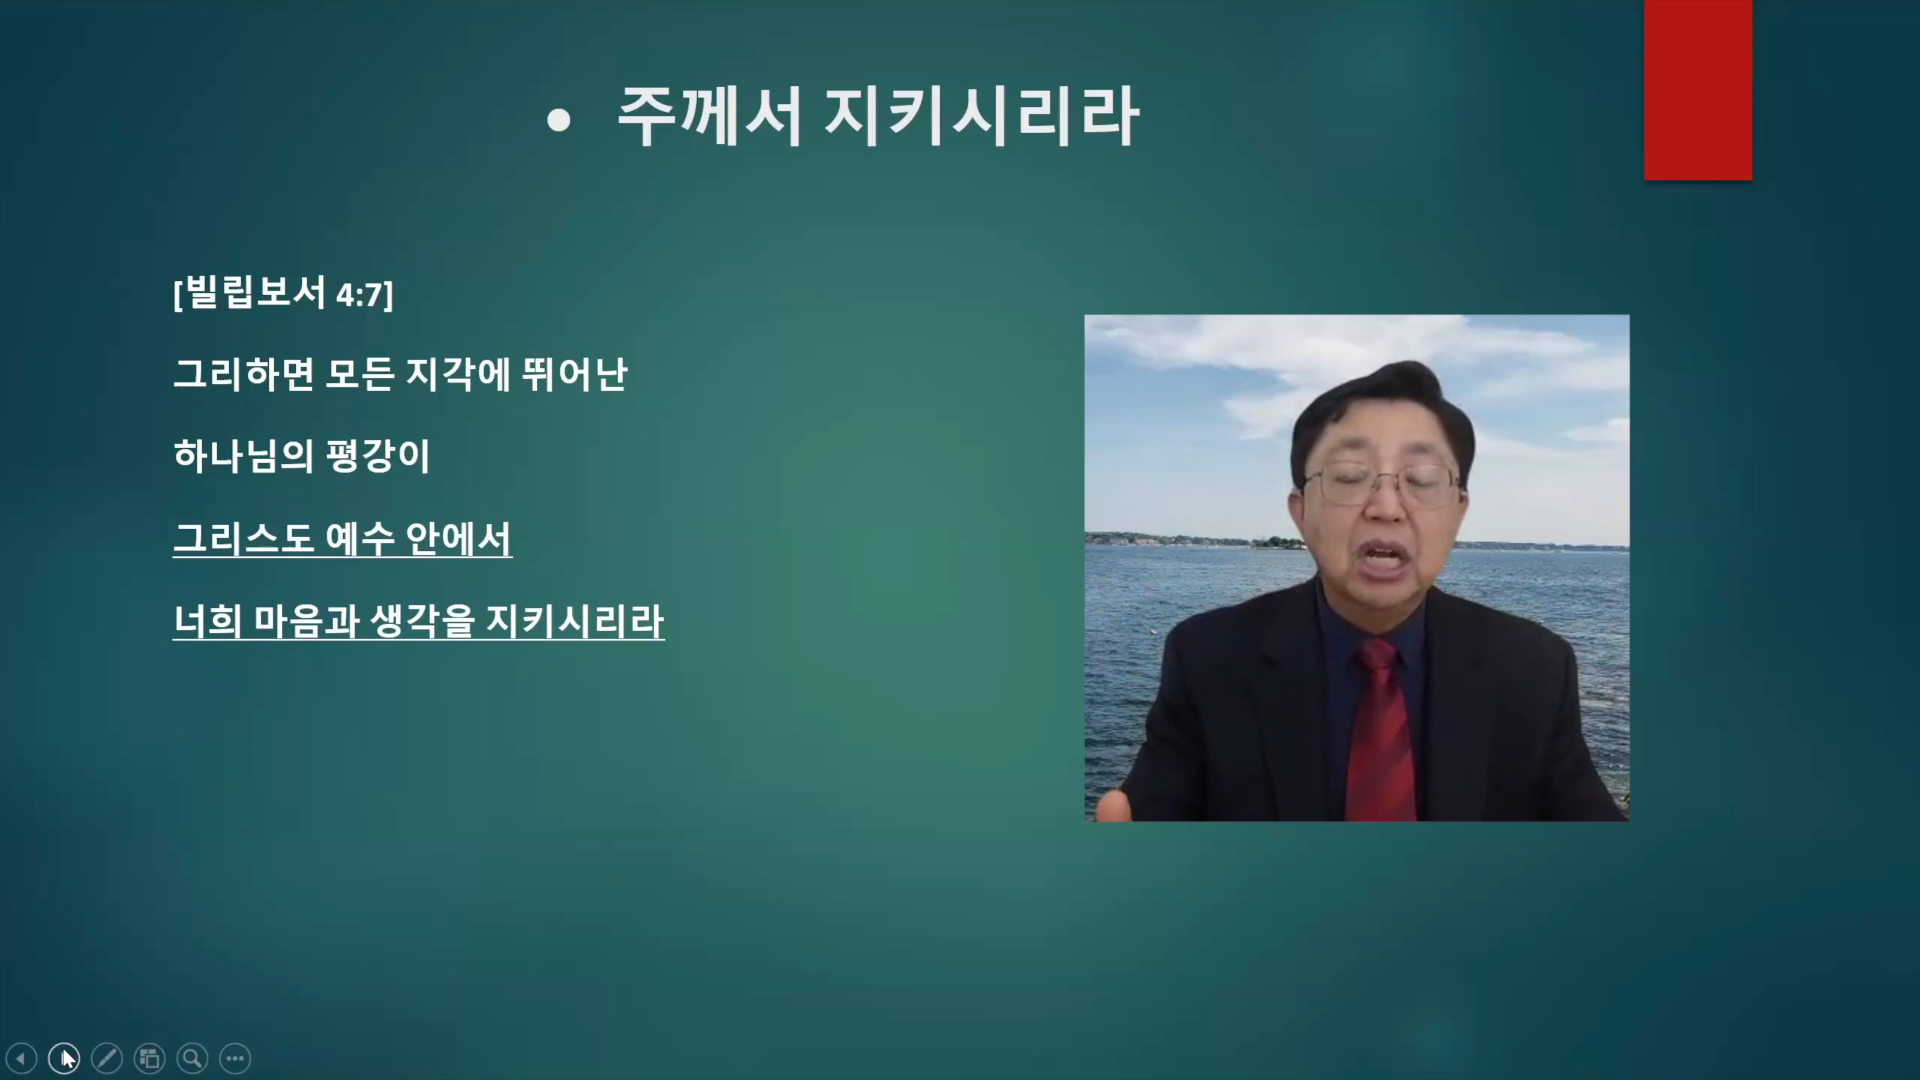 • 주께서 지키시리라
[빌립보서 4:7]
그리하면 모든 지각에 뛰어난
하나님의 평강이
그리스도 예수 안에서
너희 마음과 생각을 지키시리라